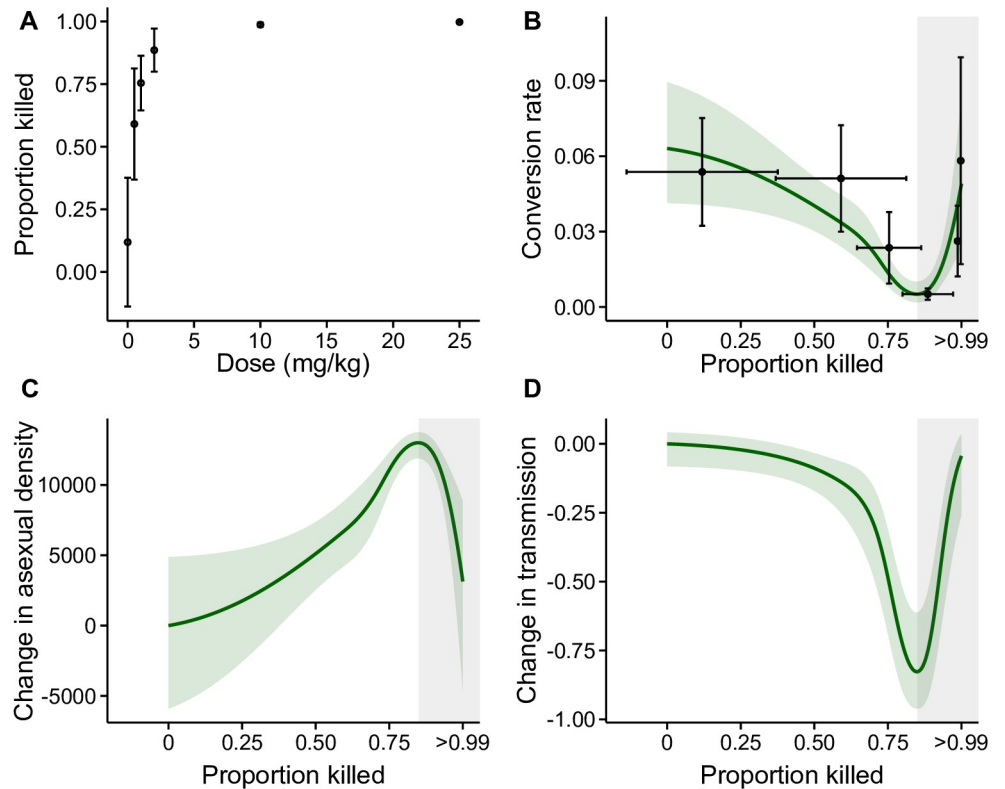 A
Proportion killed
1.00
0.75
0.50
0.25
0.00
0 5 10 15 20 25
Dose (mg/kg)
B
Conversion rate
0.09
0.06
0.03
0.00
0 0.25 0.50 0.75 >0.99
Proportion killed
C
Change in asexual density
10000
5000
0
-5000
0 0.25 0.50 0.75 >0.99
Proportion killed
D
Change in transmission
0.00
-0.25
-0.50
-0.75
-1.00
0 0.25 0.50 0.75 >0.99
Proportion killed